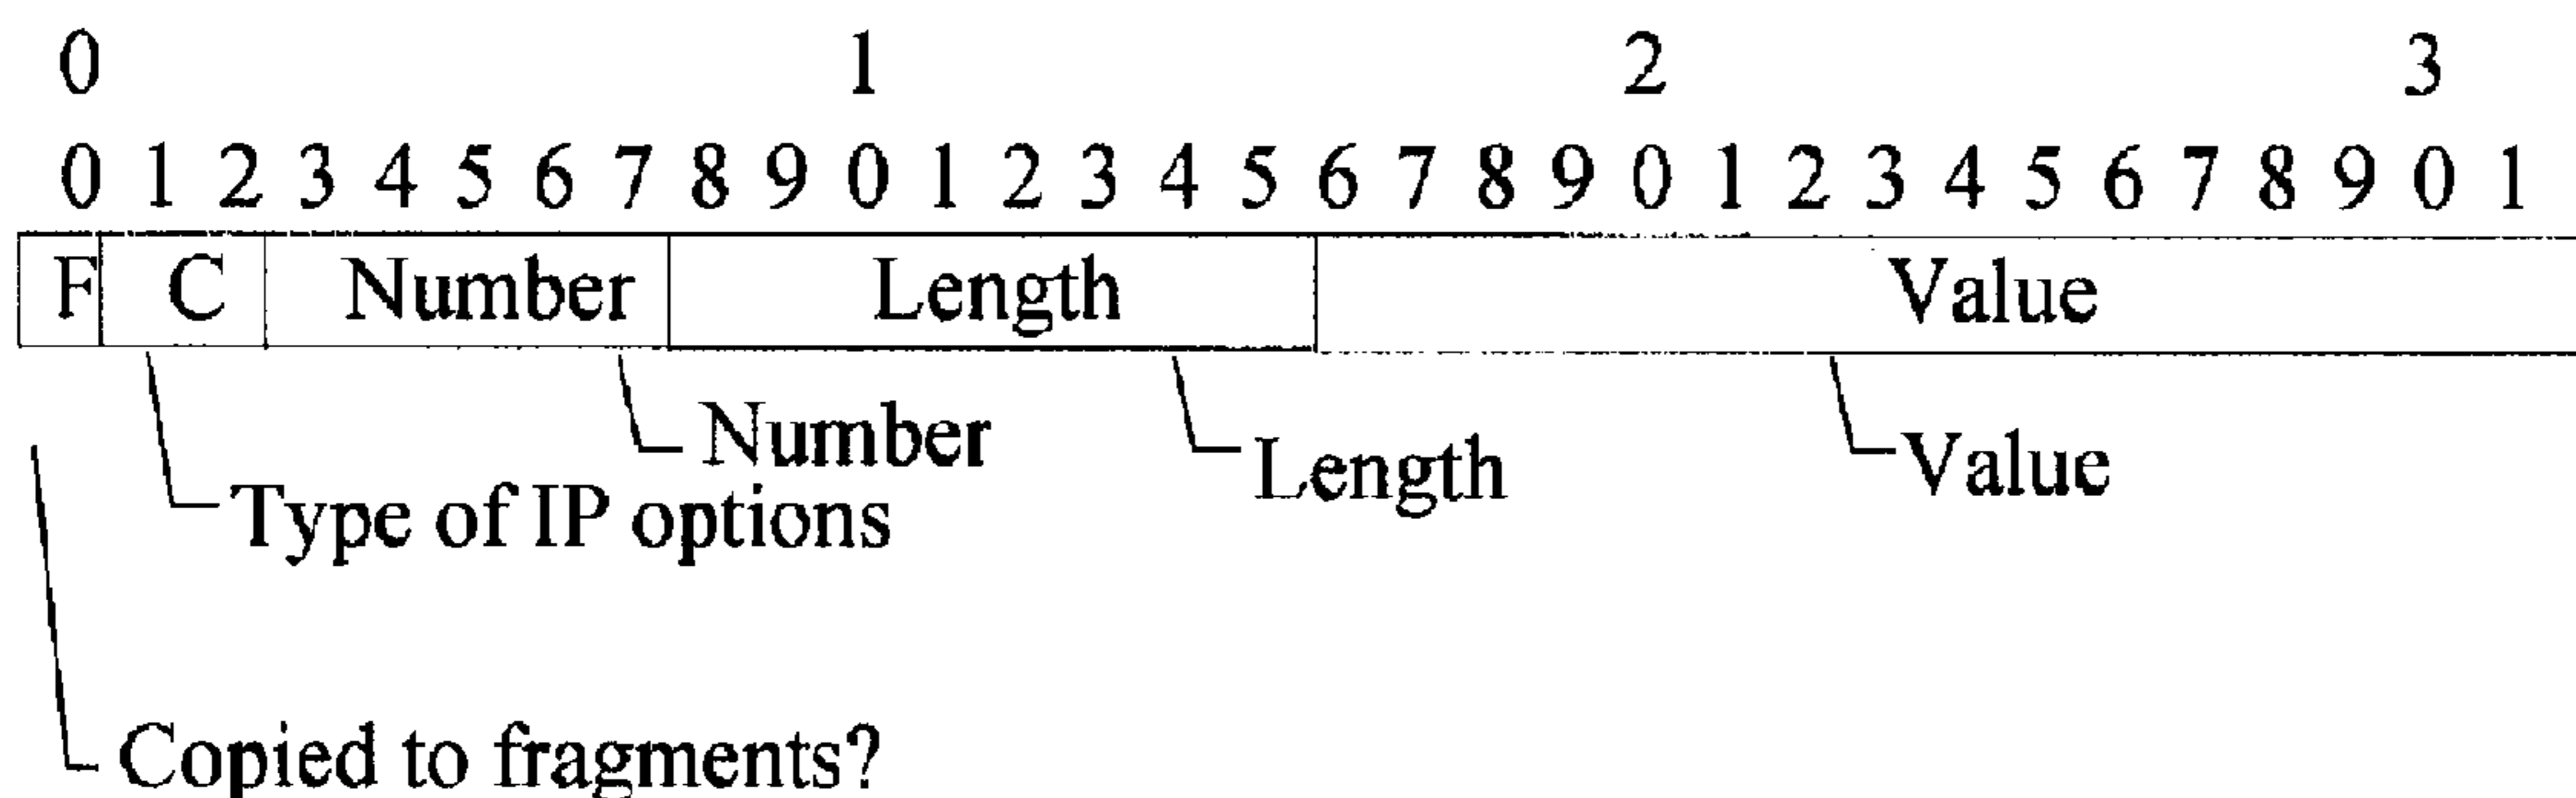 0 1 2 3
0 1 2 3 4 5 6 7 8 9 0 1 2 3 4 5 6 7 8 9 0 1 2 3 4 5 6 7 8 9 0 1
F C Number Length Value
Number
Length
Value
Type of IP options
Copied to fragments?